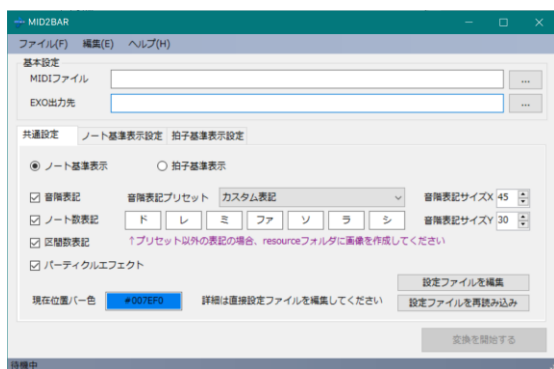 MID2BAR
ファイル(F) 編集(E) ヘルプ(H)
基本設定
MIDIファイル ...
EXO出力先 ...
共通設定 ノート基準表示設定 拍子基準表示設定
ノート基準表示 拍子基準表示
音階表記 音階表記プリセット カスタム表記 音階表記サイズX 45
ノート数表記 ド レ ミ ファ ソ ラ シ 音階表記サイズY 30
区間数表記 ↑プリセット以外の表記の場合、resourceフォルダに画像を作成してください
パーティクルエフェクト
設定ファイルを編集
現在位置バー色 #007EF0 詳細は直接設定ファイルを編集してください 設定ファイルを再読み込み
変換を開始する
待機中